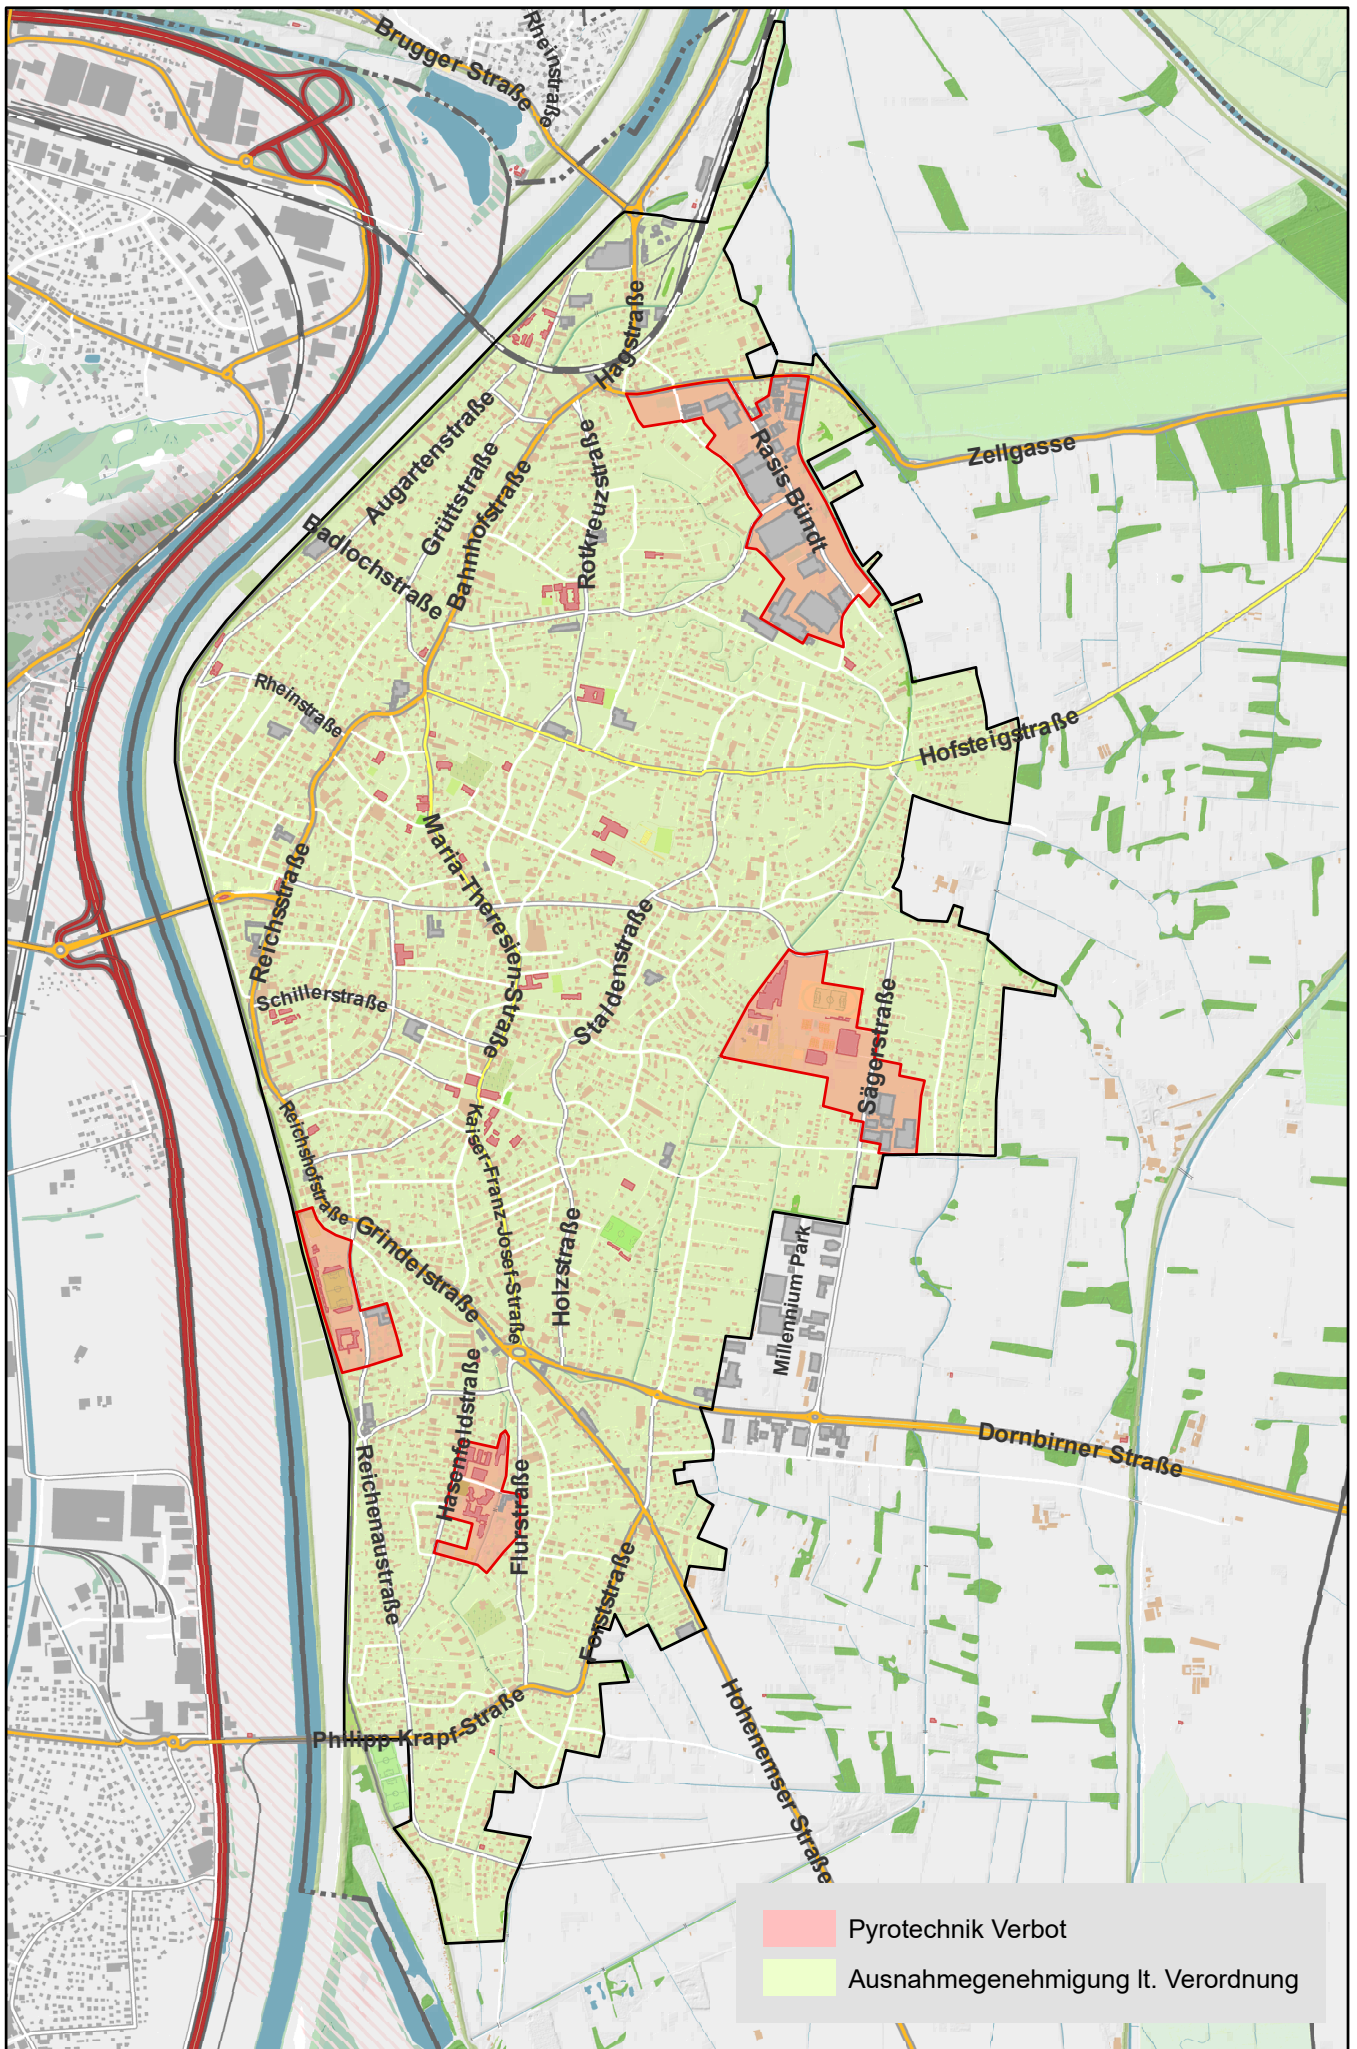 Brugger Straße
Rheinstraße
Hagstraße
Augartenstraße
Grüttstraße
Bahnhofstraße
Badlochstraße
Rotkreuzstraße
Rasis Bündt
Zellgasse
Rheinstraße
Hofsteigstraße
Maria-Theresien-Straße
Reichsstraße
Staldenstraße
Schillerstraße
Sägerstraße
Reichshofstraße
Kaiser-Franz-Josef-Straße
Grindelstraße
Holzstraße
Millennium Park
Hasenfeldstraße
Dornbirner Straße
Reichenaustraße
Flurstraße
Forststraße
Philipp Krapf-Straße
Hohenemser Straße
Pyrotechnik Verbot
Ausnahmegenehmigung lt. Verordnung